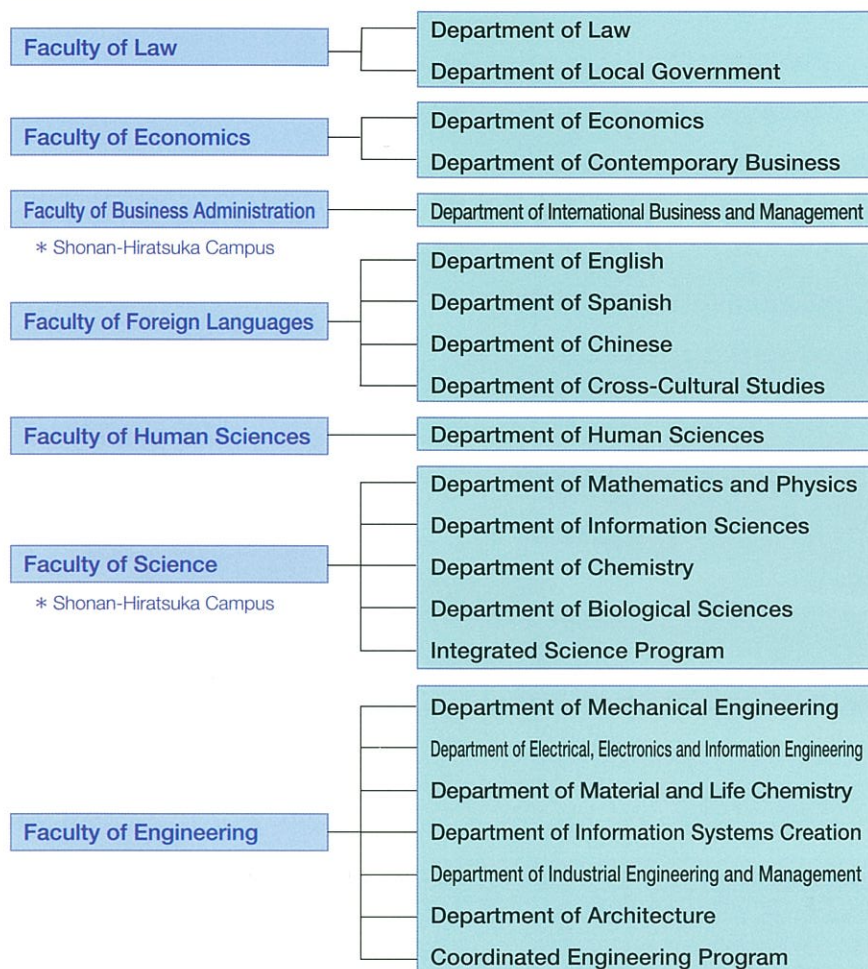 Faculty of Law
Department of Law
Department of Local Government
Faculty of Economics
Department of Economics
Department of Contemporary Business
Faculty of Business Administration
* Shonan-Hiratsuka Campus
Department of International Business and Management
Faculty of Foreign Languages
Department of English
Department of Spanish
Department of Chinese
Department of Cross-Cultural Studies
Faculty of Human Sciences
Department of Human Sciences
Faculty of Science
* Shonan-Hiratsuka Campus
Department of Mathematics and Physics
Department of Information Sciences
Department of Chemistry
Department of Biological Sciences
Integrated Science Program
Faculty of Engineering
Department of Mechanical Engineering
Department of Electrical, Electronics and Information Engineering
Department of Material and Life Chemistry
Department of Information Systems Creation
Department of Industrial Engineering and Management
Department of Architecture
Coordinated Engineering Program